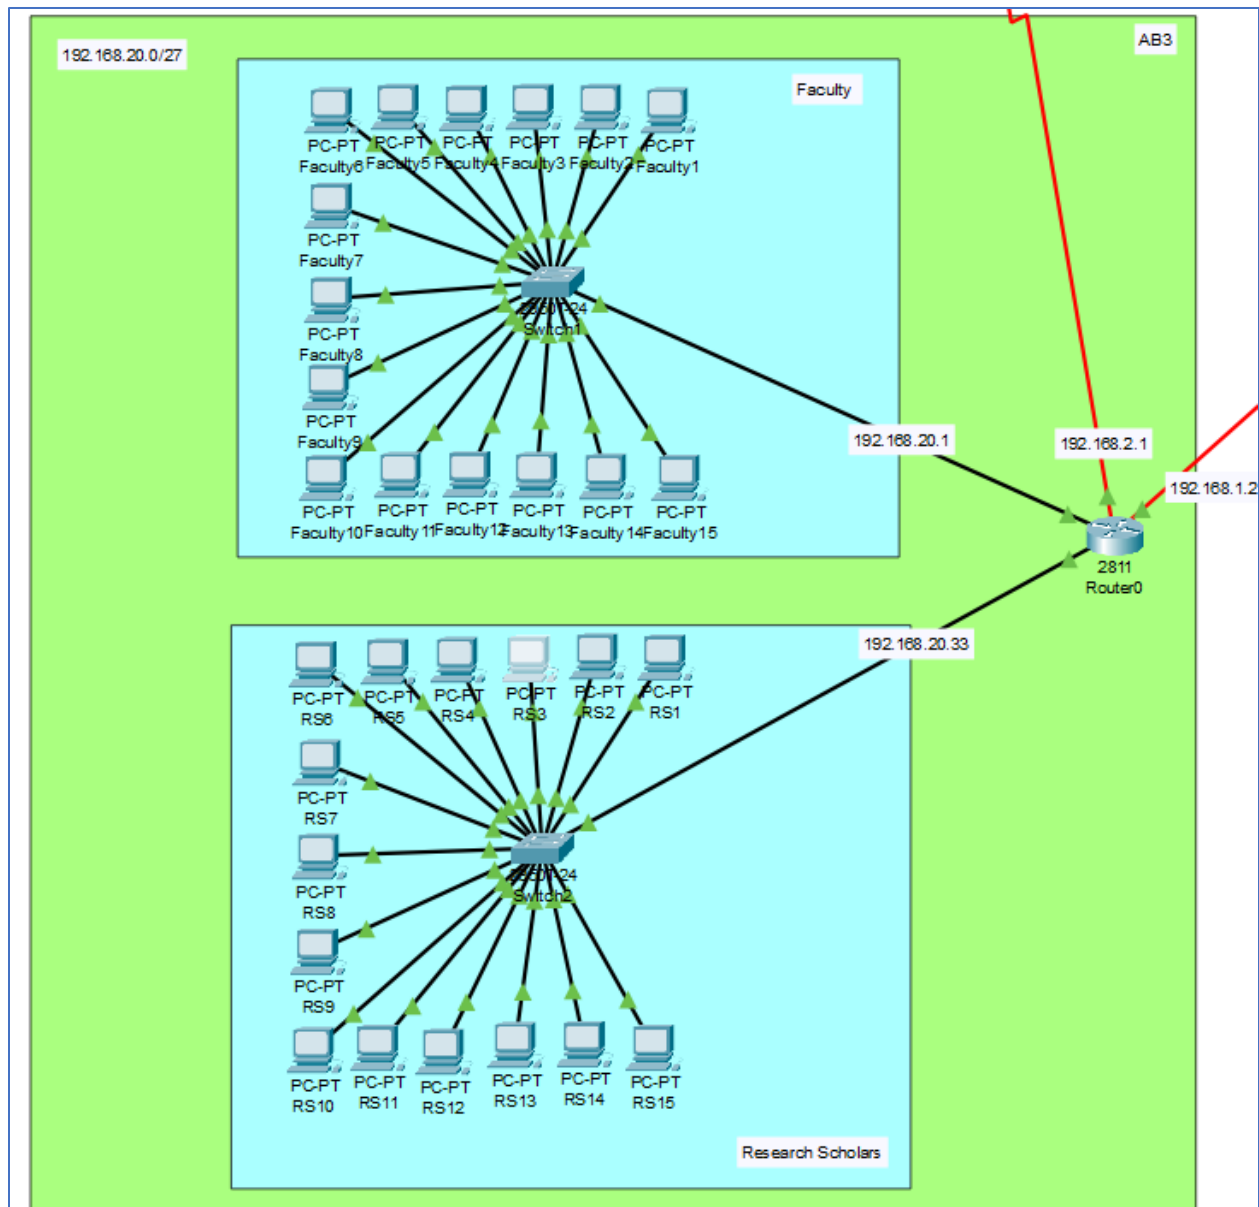 AB3
192.168.20.0/27
Faculty
PC-PT
Faculty6
PC-PT
Faculty5
PC-PT
Faculty4
PC-PT
Faculty3
PC-PT
Faculty2
PC-PT
Faculty1
PC-PT
Faculty7
PC-PT
Faculty8
PC-PT
Faculty9
PC-PT
Faculty10
PC-PT
Faculty11
PC-PT
Faculty12
PC-PT
Faculty13
PC-PT
Faculty14
PC-PT
Faculty15
Switch1
192.168.20.1
192.168.2.1
192.168.1.2
2811
Router0
192.168.20.33
PC-PT
RS6
PC-PT
RS5
PC-PT
RS4
PC-PT
RS3
PC-PT
RS2
PC-PT
RS1
PC-PT
RS7
PC-PT
RS8
PC-PT
RS9
PC-PT
RS10
PC-PT
RS11
PC-PT
RS12
PC-PT
RS13
PC-PT
RS14
PC-PT
RS15
Switch2
Research Scholars